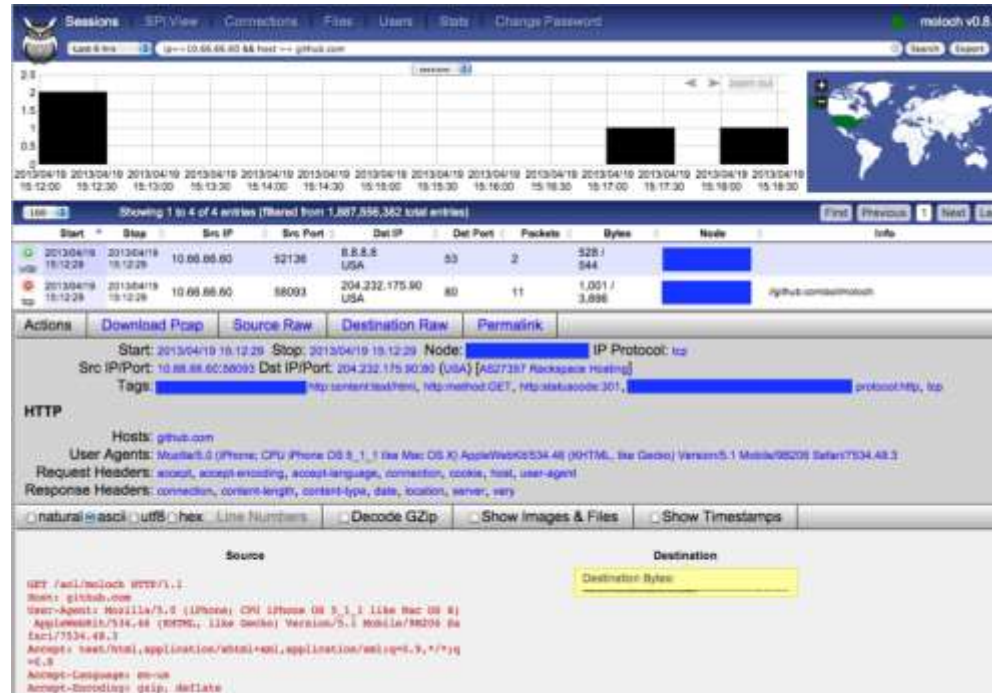 Sessions SPI View Connections Files Users Stats Change Password moloch v0.8.
Last 6 hrs ip==10.66.66.60 && host == github.com Search Export
sessions
zoom out
2.5
2
1.5
1
0.5
0
2013/04/19 2013/04/19 2013/04/19 2013/04/19 2013/04/19 2013/04/19 2013/04/19 2013/04/19 2013/04/19 2013/04/19 2013/04/19 2013/04/19 2013/04/19 2013/04/19
15:12:00 15:12:30 15:13:00 15:13:30 15:14:00 15:14:30 15:15:00 15:15:30 15:16:00 15:16:30 15:17:00 15:17:30 15:18:00 15:18:30
100 Showing 1 to 4 of 4 entries (filtered from total entries) First Previous 1 Next La
Start Stop Src IP Src Port Dst IP Dst Port Packets Bytes Node Info
udp 2013/04/19 15:12:29 2013/04/19 15:12:29 10.66.66.60 52136 8.8.8.8 USA 53 2 528 / 544
tcp 2013/04/19 15:12:29 2013/04/19 15:12:29 10.66.66.60 58093 204.232.175.90 USA 80 11 1,001 / //github.com/aol/moloch
Actions Download Pcap Source Raw Destination Raw Permalink
Start: 2013/04/19 15:12:29 Stop: 2013/04/19 15:12:29 Node: IP Protocol: tcp
Src IP/Port: 10.66.66.60:58093 Dst IP/Port: 204.232.175.90:80 (USA) [AS27357 Rackspace Hosting]
Tags: http:content:text/html, http:method:GET, http:statuscode:301, protocol:http, tcp
HTTP
Hosts: github.com
User Agents: Mozilla/5.0 (iPhone; CPU iPhone OS 5_1_1 like Mac OS X) AppleWebKit/534.46 (KHTML, like Gecko) Version/5.1 Mobile/9B206 Safari/7534.48.3
Request Headers: accept, accept-encoding, accept-language, connection, cookie, host, user-agent
Response Headers: connection, content-length, content-type, date, location, server, vary
natural ascii utf8 hex Line Numbers Decode GZip Show Images & Files Show Timestamps
Source Destination
Destination Bytes:
GET /aol/moloch HTTP/1.1
Host: github.com
User-Agent: Mozilla/5.0 (iPhone; CPU iPhone OS 5_1_1 like Mac OS X)
AppleWebKit/534.46 (KHTML, like Gecko) Version/5.1 Mobile/9B206 Sa
fari/7534.48.3
Accept: text/html,application/xhtml+xml,application/xml;q=0.9,*/*;q
=0.8
Accept-Language: en-us
Accept-Encoding: gzip, deflate